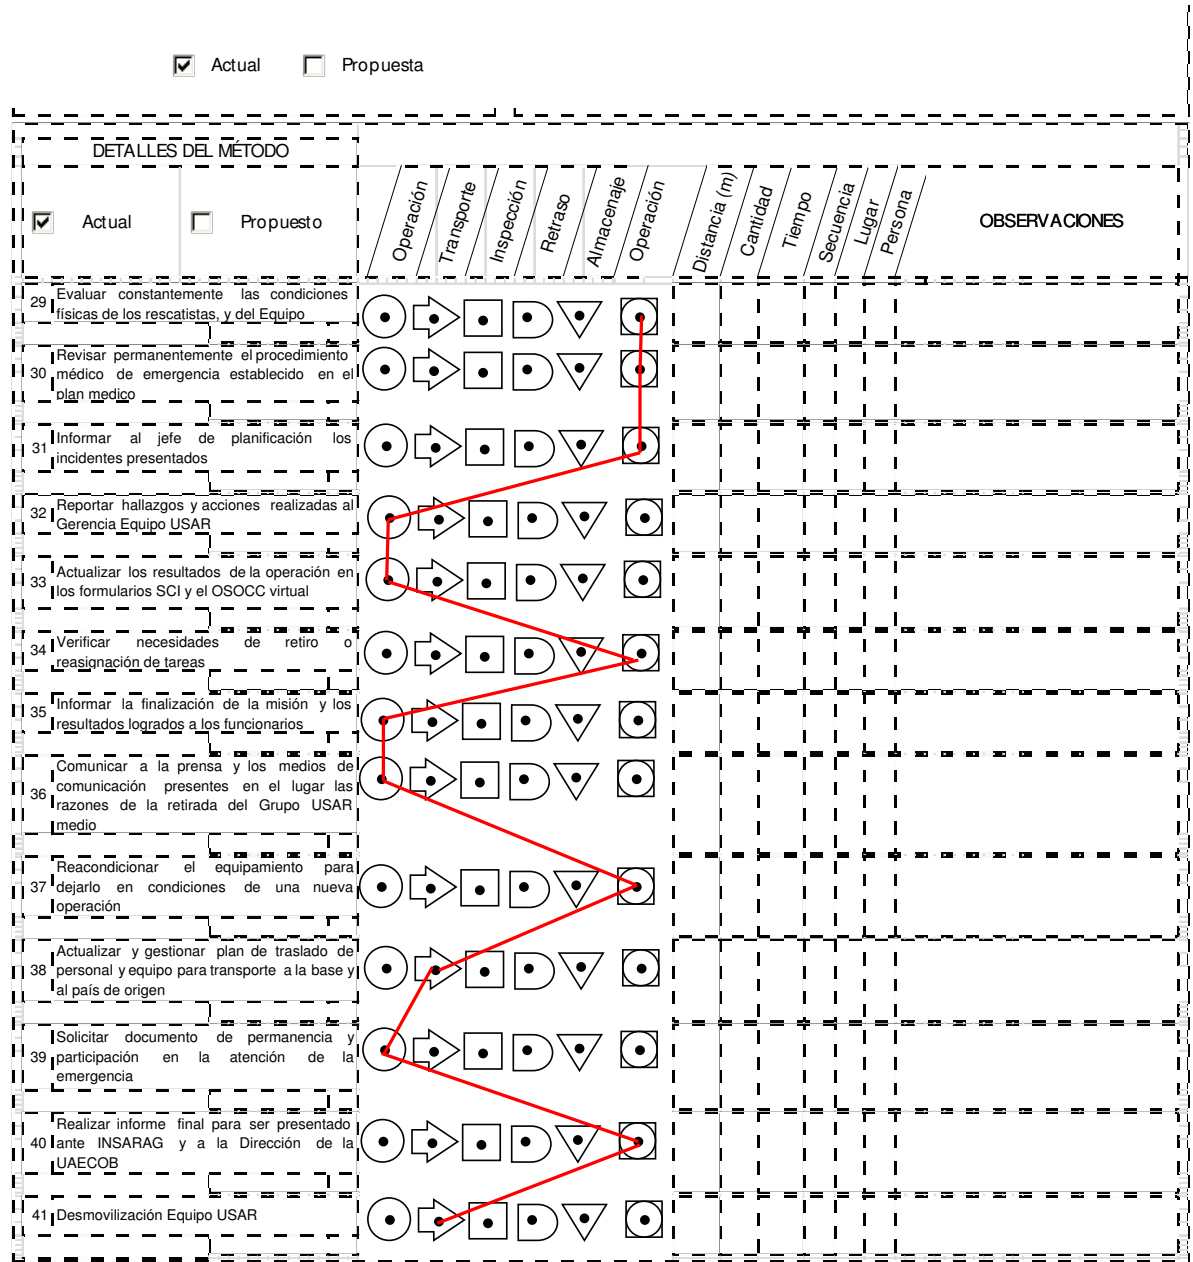 Actual Propuesta
DETALLES DEL MÉTODO
Actual Propuesto
Operación
Transporte
Inspección
Retraso
Almacenaje
Operación
Distancia (m)
Cantidad
Tiempo
Secuencia
Lugar
Persona
OBSERVACIONES
29 Evaluar constantemente las condiciones
físicas de los rescatistas, y del Equipo
Revisar permanentemente el procedimiento
30 médico de emergencia establecido en el
plan medico
31 Informar al jefe de planificación los
incidentes presentados
32 Reportar hallazgos y acciones realizadas al
Gerencia Equipo USAR
33 Actualizar los resultados de la operación en
los formularios SCI y el OSOCC virtual
34 Verificar necesidades de retiro o
reasignación de tareas
35 Informar la finalización de la misión y los
resultados logrados a los funcionarios
Comunicar a la prensa y los medios de
comunicación presentes en el lugar las
36 razones de la retirada del Grupo USAR
medio
Reacondicionar el equipamiento para
37 dejarlo en condiciones de una nueva
operación
Actualizar y gestionar plan de traslado de
38 personal y equipo para transporte a la base y
al país de origen
Solicitar documento de permanencia y
39 participación en la atención de la
emergencia
Realizar informe final para ser presentado
40 ante INSARAG y a la Dirección de la
UAECOB
41 Desmovilización Equipo USAR